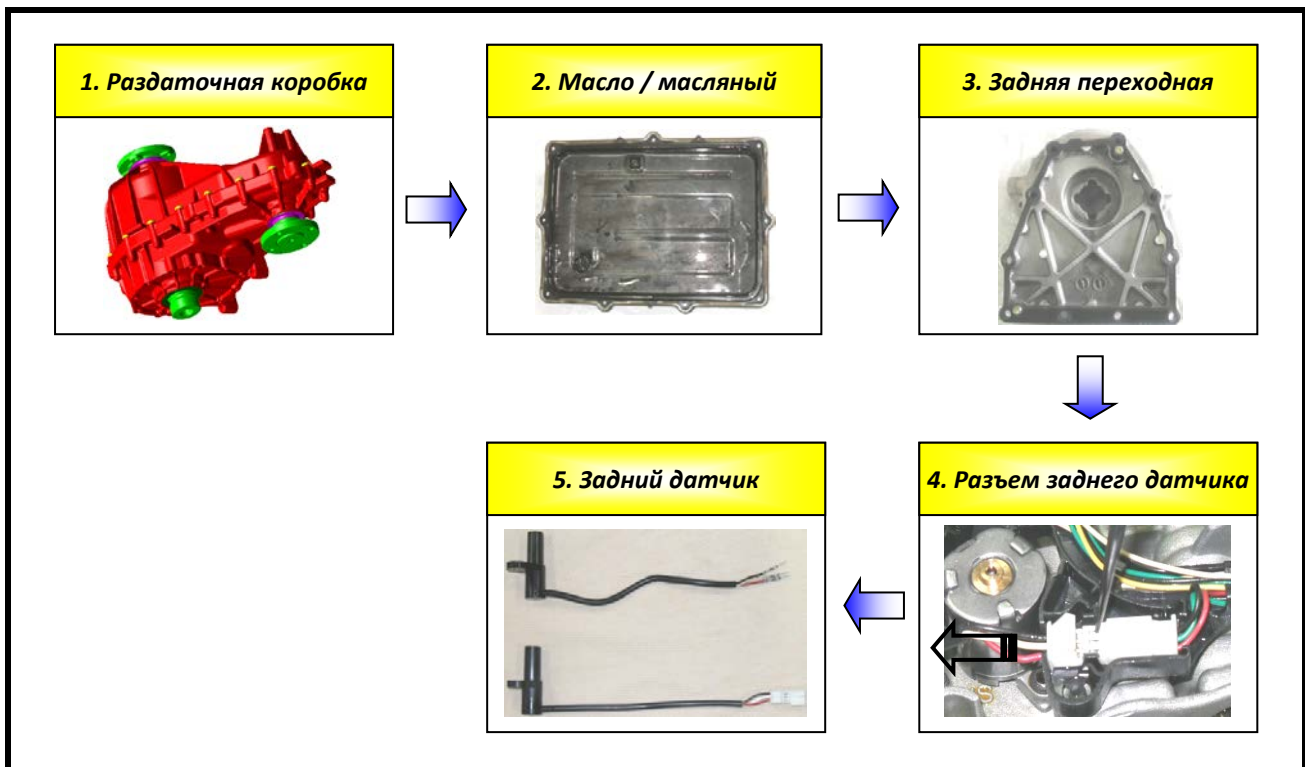 1. Раздаточная коробка
2. Масло / масляный
3. Задняя переходная
4. Разъем заднего датчика
5. Задний датчик